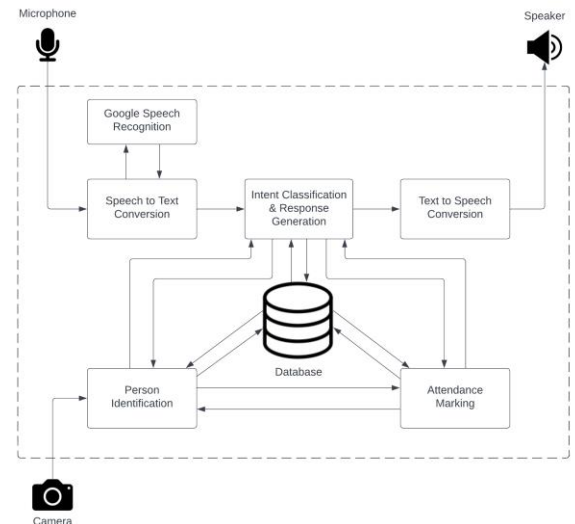 Microphone
Speaker
Google Speech
Recognition
Speech to Text
Conversion
Intent Classification
& Response
Generation
Text to Speech
Conversion
Database
Person
Identification
Attendance
Marking
Camera